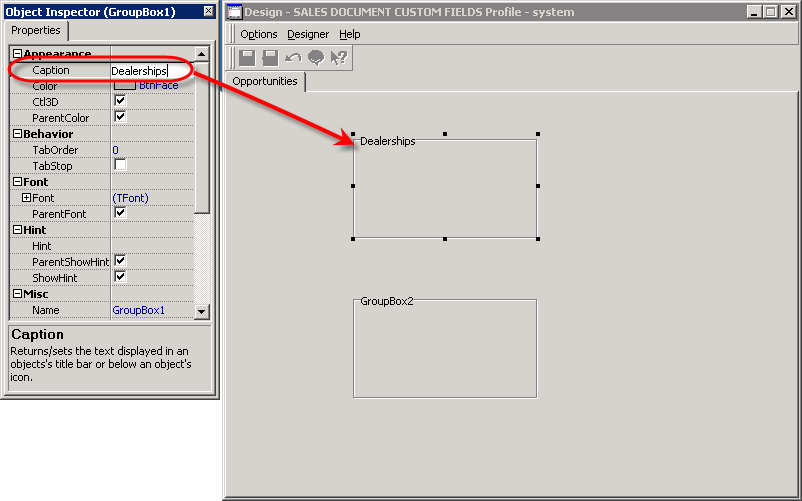 Object Inspector (GroupBox1)
Properties
Appearance
Caption Dealerships
Color BtnFace
Ctl3D
ParentColor
Behavior
TabOrder 0
TabStop
Font
Font (TFont)
ParentFont
Hint
Hint
ParentShowHint
ShowHint
Misc
Name GroupBox1
Caption
Returns/sets the text displayed in an
objects's title bar or below an object's
icon.
Design - SALES DOCUMENT CUSTOM FIELDS Profile - system
Options Designer Help
Opportunities
Dealerships
GroupBox2